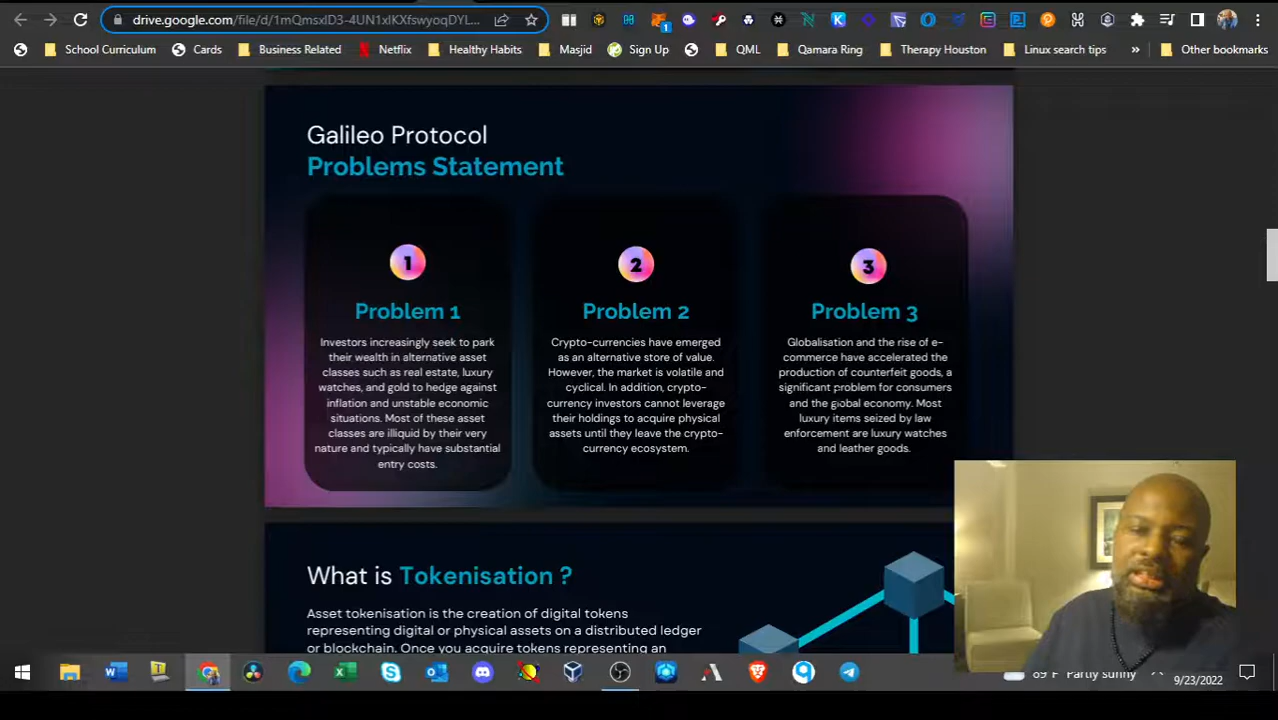 drive.google.com/file/d/1mQmsxID3-4UN1xlKXfswyoqDYL...
School Curriculum
Cards
Business Related
Netflix
Healthy Habits
Masjid
Sign Up
QML
Qamara Ring
Therapy Houston
Linux search tips
»
Other bookmarks
Galileo Protocol
Problems Statement
1
Problem 1
Investors increasingly seek to park
their wealth in alternative asset
classes such as real estate, luxury
watches, and gold to hedge against
inflation and unstable economic
situations. Most of these asset
classes are illiquid by their very
nature and typically have substantial
entry costs.
2
Problem 2
Crypto-currencies have emerged
as an alternative store of value.
However, the market is volatile and
cyclical. In addition, crypto-
currency investors cannot leverage
their holdings to acquire physical
assets until they leave the crypto-
currency ecosystem.
3
Problem 3
Globalisation and the rise of e-
commerce have accelerated the
production of counterfeit goods, a
significant problem for consumers
and the global economy. Most
luxury items seized by law
enforcement are luxury watches
and leather goods.
What is Tokenisation ?
Asset tokenisation is the creation of digital tokens
representing digital or physical assets on a distributed ledger
or blockchain. Once you acquire tokens representing an
89°F Partly sunny
9/23/2022